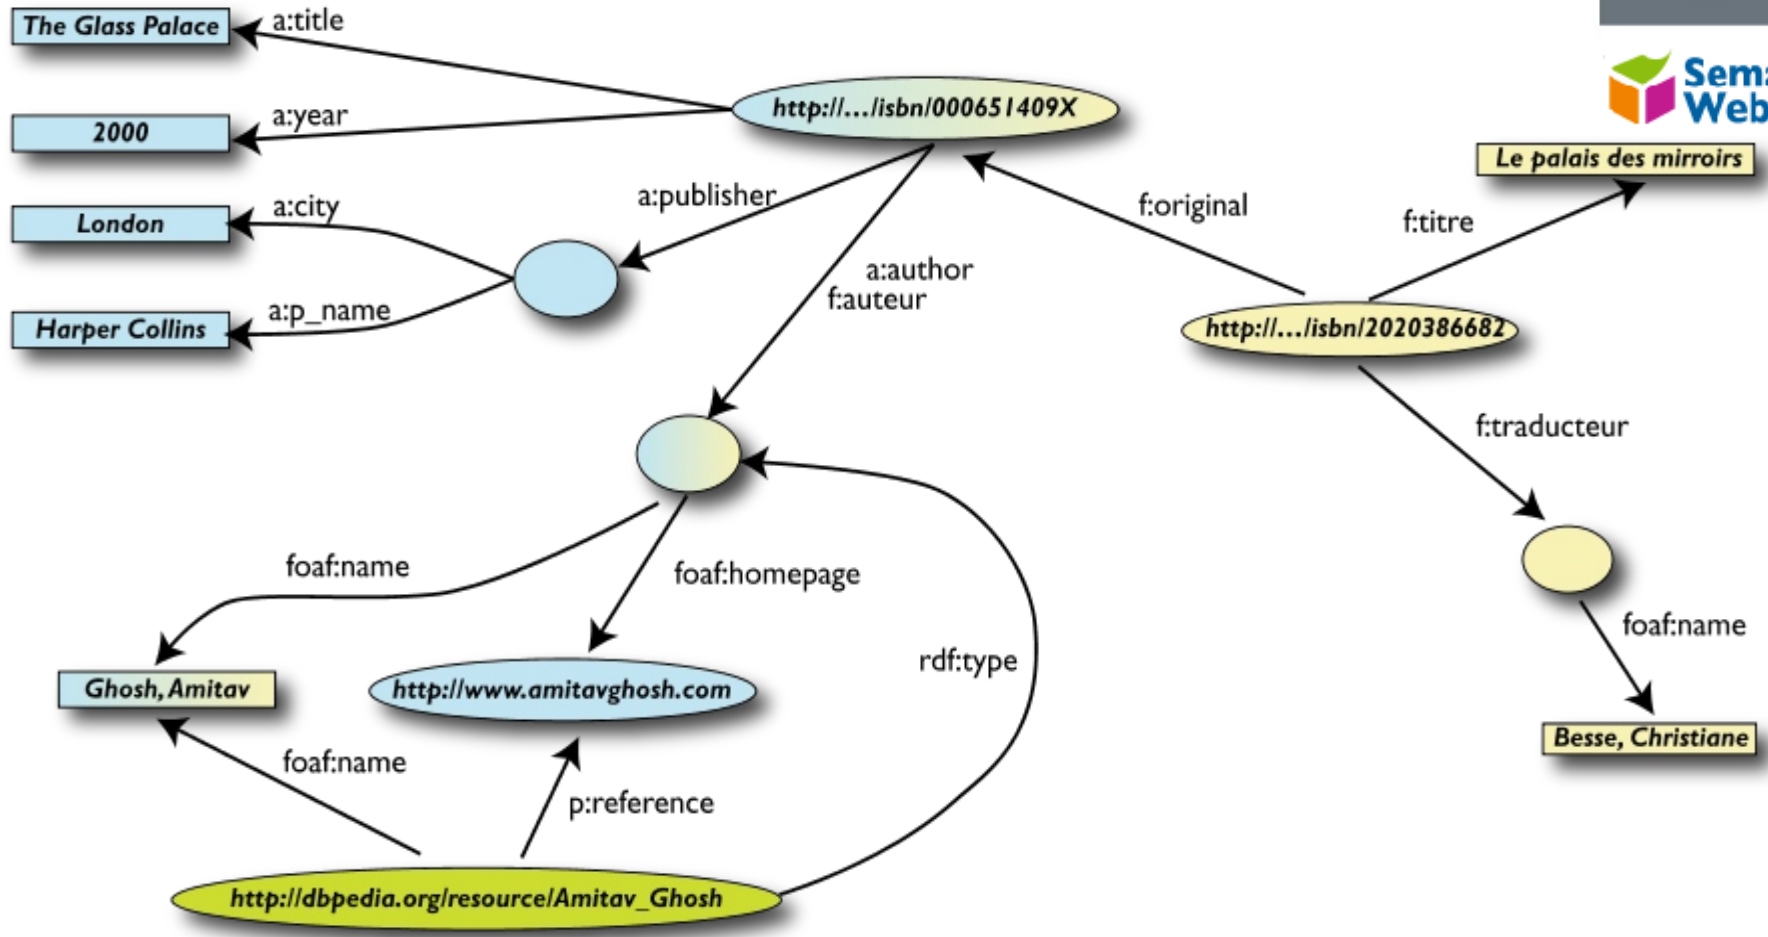 The Glass Palace
a:title
http://.../isbn/000651409X
2000
a:year
Web
Le palais des mirroirs
London
a:city
a:publisher
f:original
f:titre
a:author
f:auteur
Harper Collins
a:p_name
http://.../isbn/2020386682
f:traducteur
foaf:name
foaf:homepage
foaf:name
rdf:type
Ghosh, Amitav
http://www.amitavghosh.com
Besse, Christiane
foaf:name
p:reference
http://dbpedia.org/resource/Amitav_Ghosh